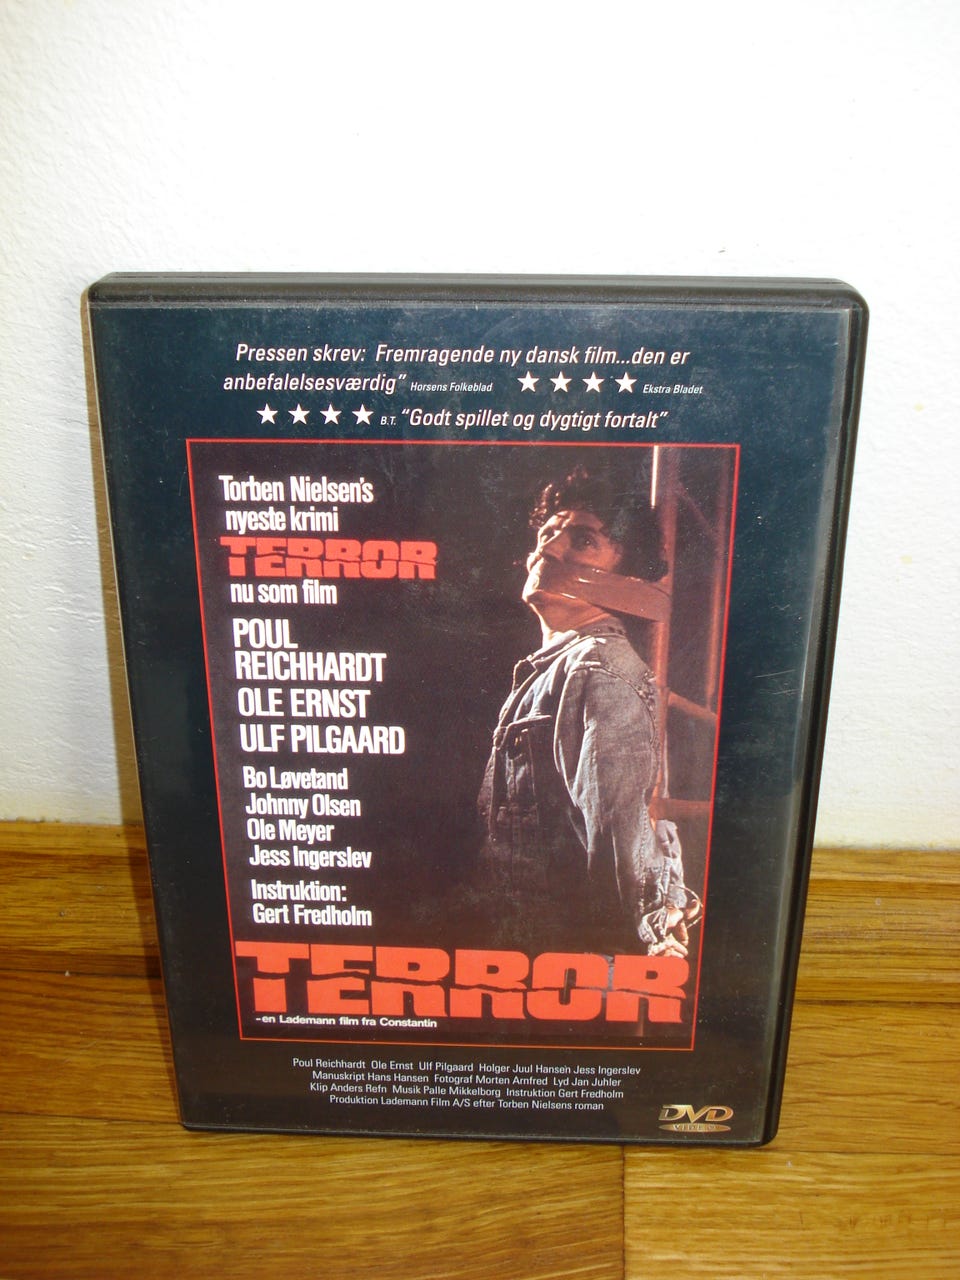 Pressen skrev: Fremragende ny dansk film...den er
anbefalelsesværdig” Horsens Folkeblad ★ ★ ★ ★ Ekstra Bladet
★ ★ ★ ★ B.T. “Godt spillet og dygtigt fortalt”
Torben Nielsen's
nyeste krimi
TERROR
nu som film
POUL
REICHHARDT
OLE ERNST
ULF PILGAARD
Bo Løvetand
Johnny Olsen
Ole Meyer
Jess Ingerslev
Instruktion:
Gert Fredholm
TERROR
-en Lademann film fra Constantin
Poul Reichhardt Ole Ernst Ulf Pilgaard Holger Juul Hansen Jess Ingerslev
Manuskript Hans Hansen Fotograf Morten Arnfred Lyd Jan Juhler
Klip Anders Refn Musik Palle Mikkelborg Instruktion Gert Fredholm
Produktion Lademann Film A/S efter Torben Nielsens roman
DVD
VIDEO